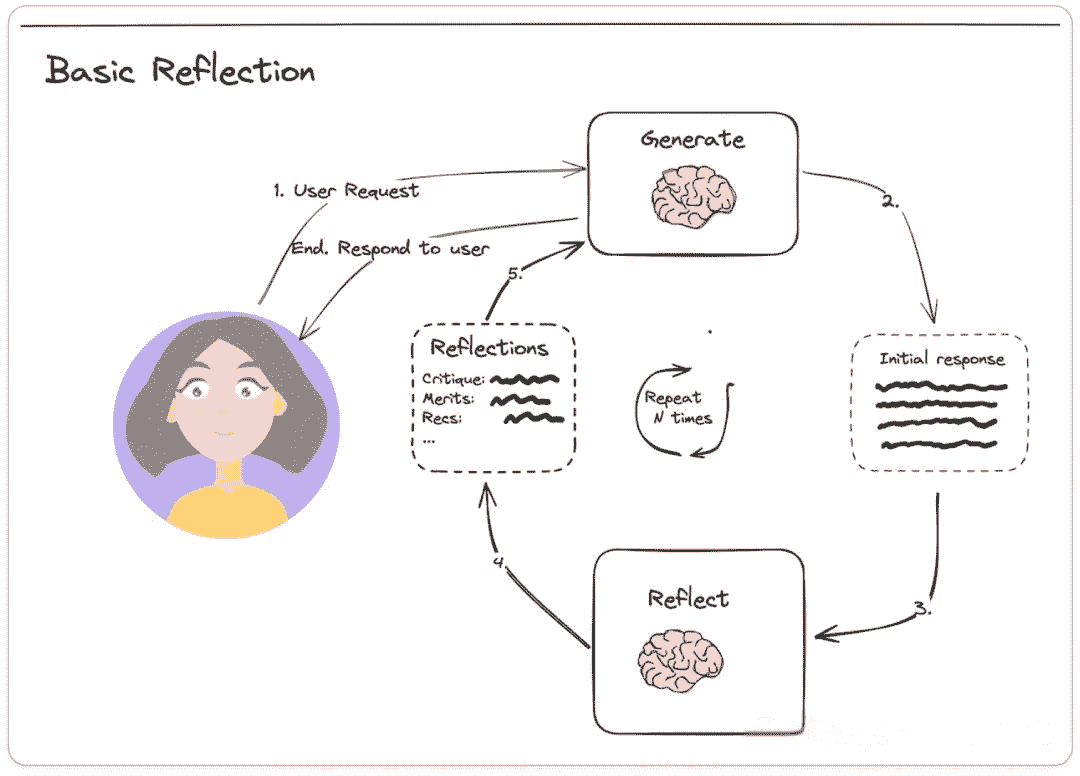 Basic Reflection
Generate
1. User Request
2.
End. Respond to user
5.
Reflections
Critique:
Merits:
Recs:
...
Repeat
N times
Initial response
4.
3.
Reflect